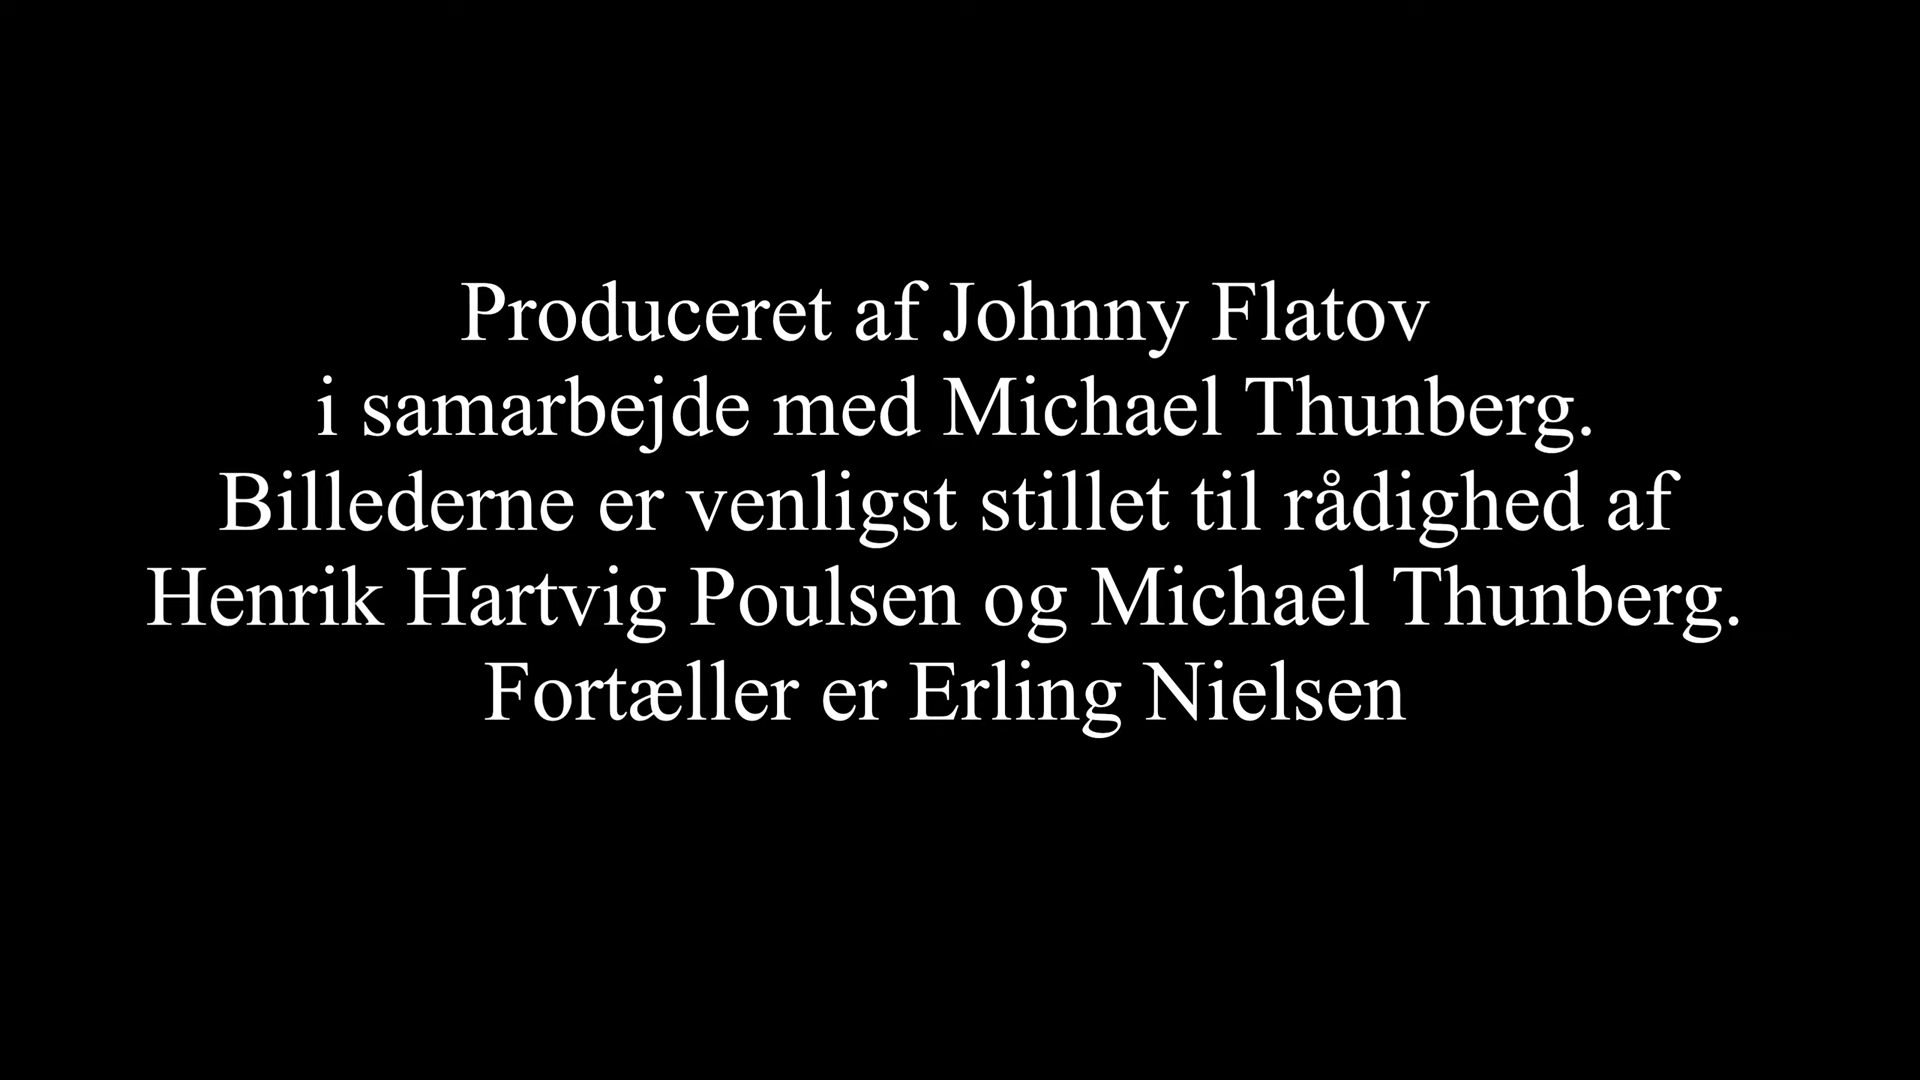 Produceret af Johnny Flatov
i samarbejde med Michael Thunberg.
Billederne er venligst stillet til rådighed af
Henrik Hartvig Poulsen og Michael Thunberg.
Fortæller er Erling Nielsen